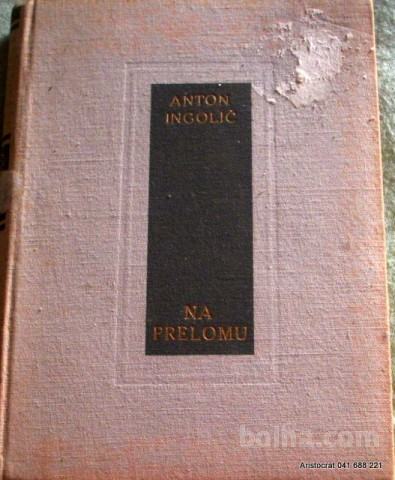 ANTON
INGOLIČ
NA
PRELOMU
bolha.com
Aristocrat 041 688 221